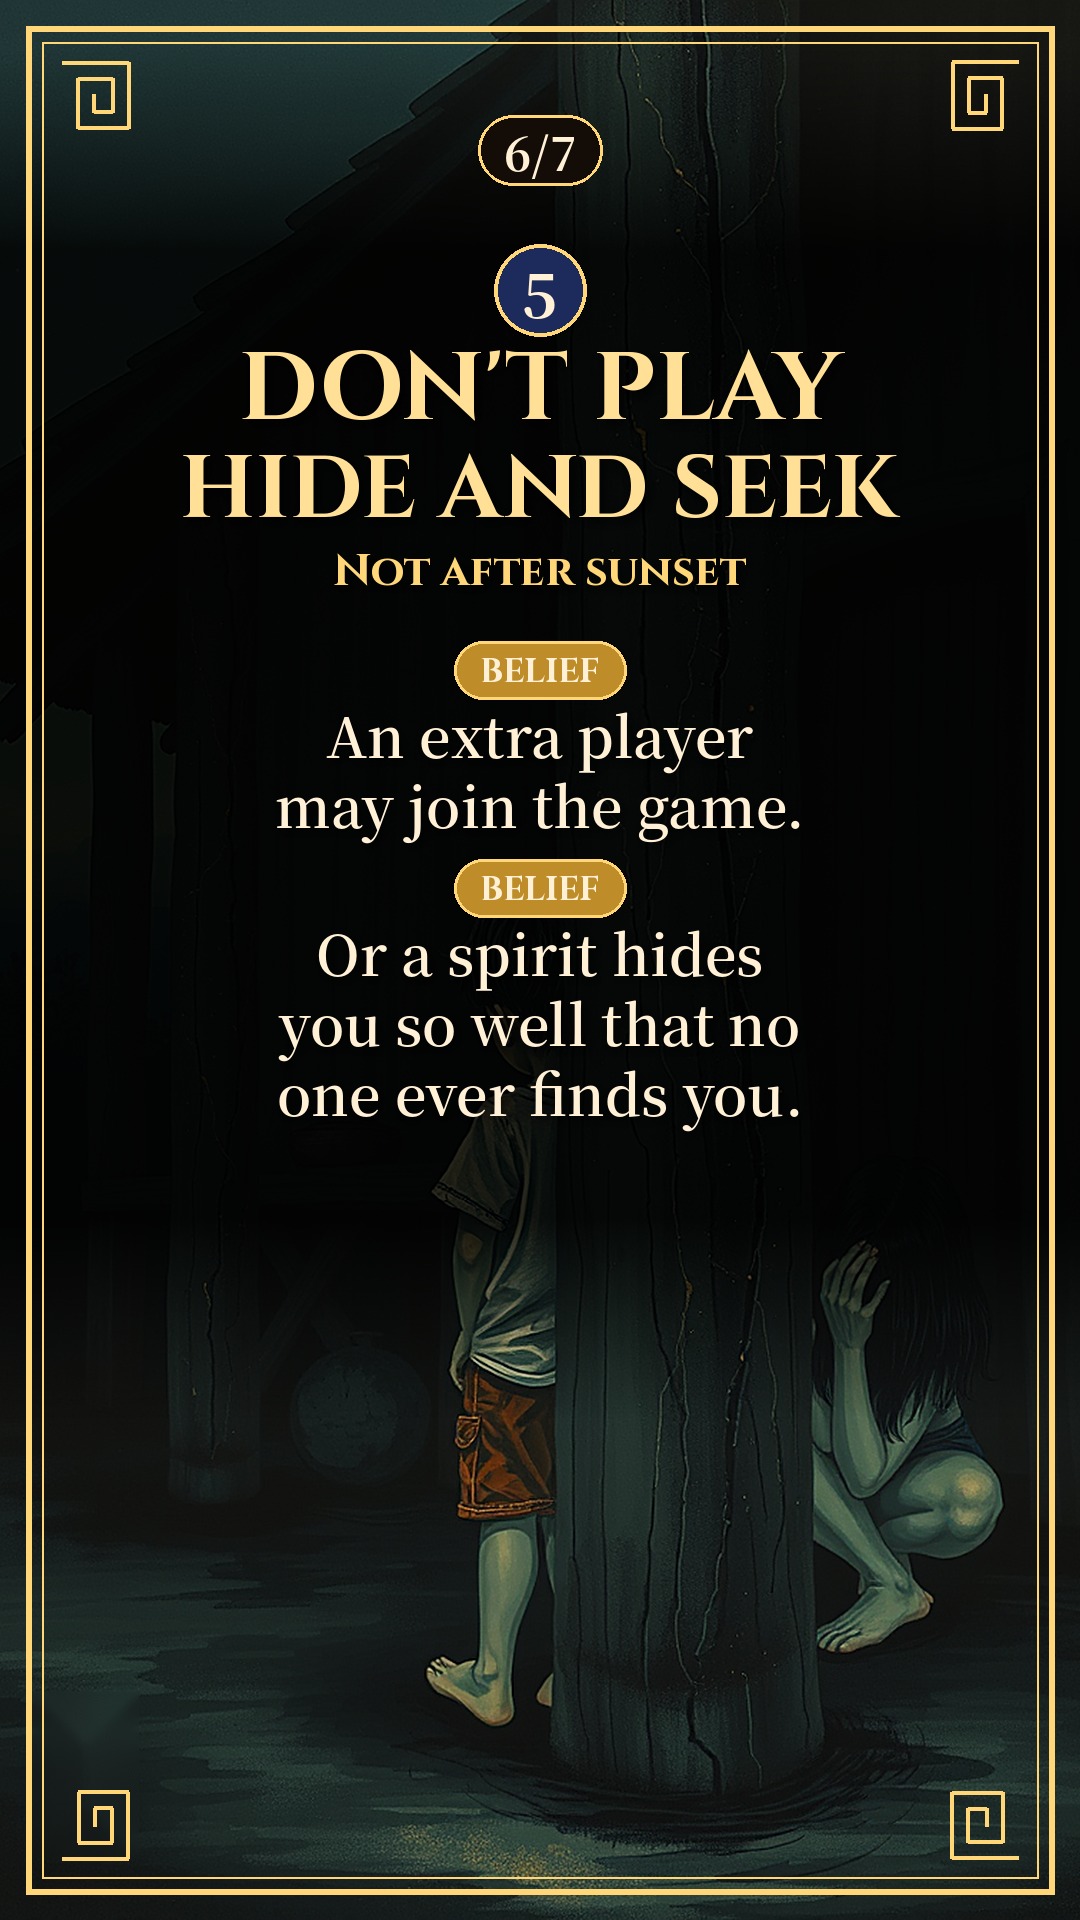 6/7
5
DON'T PLAY
HIDE AND SEEK
NOT AFTER SUNSET
BELIEF
An extra player
may join the game.
BELIEF
Or a spirit hides
you so well that no
one ever finds you.